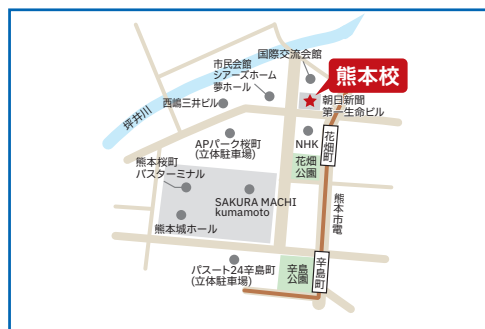 国際交流会館
市民会館
シアーズホーム
夢ホール
熊本校
朝日新聞
第一生命ビル
西嶋三井ビル
坪井川
APパーク桜町
(立体駐車場)
NHK
花畑町
花畑
公園
熊本桜町
バスターミナル
SAKURA MACHI
kumamoto
熊本市電
熊本城ホール
パスート24辛島町
(立体駐車場)
辛島
公園
辛島町